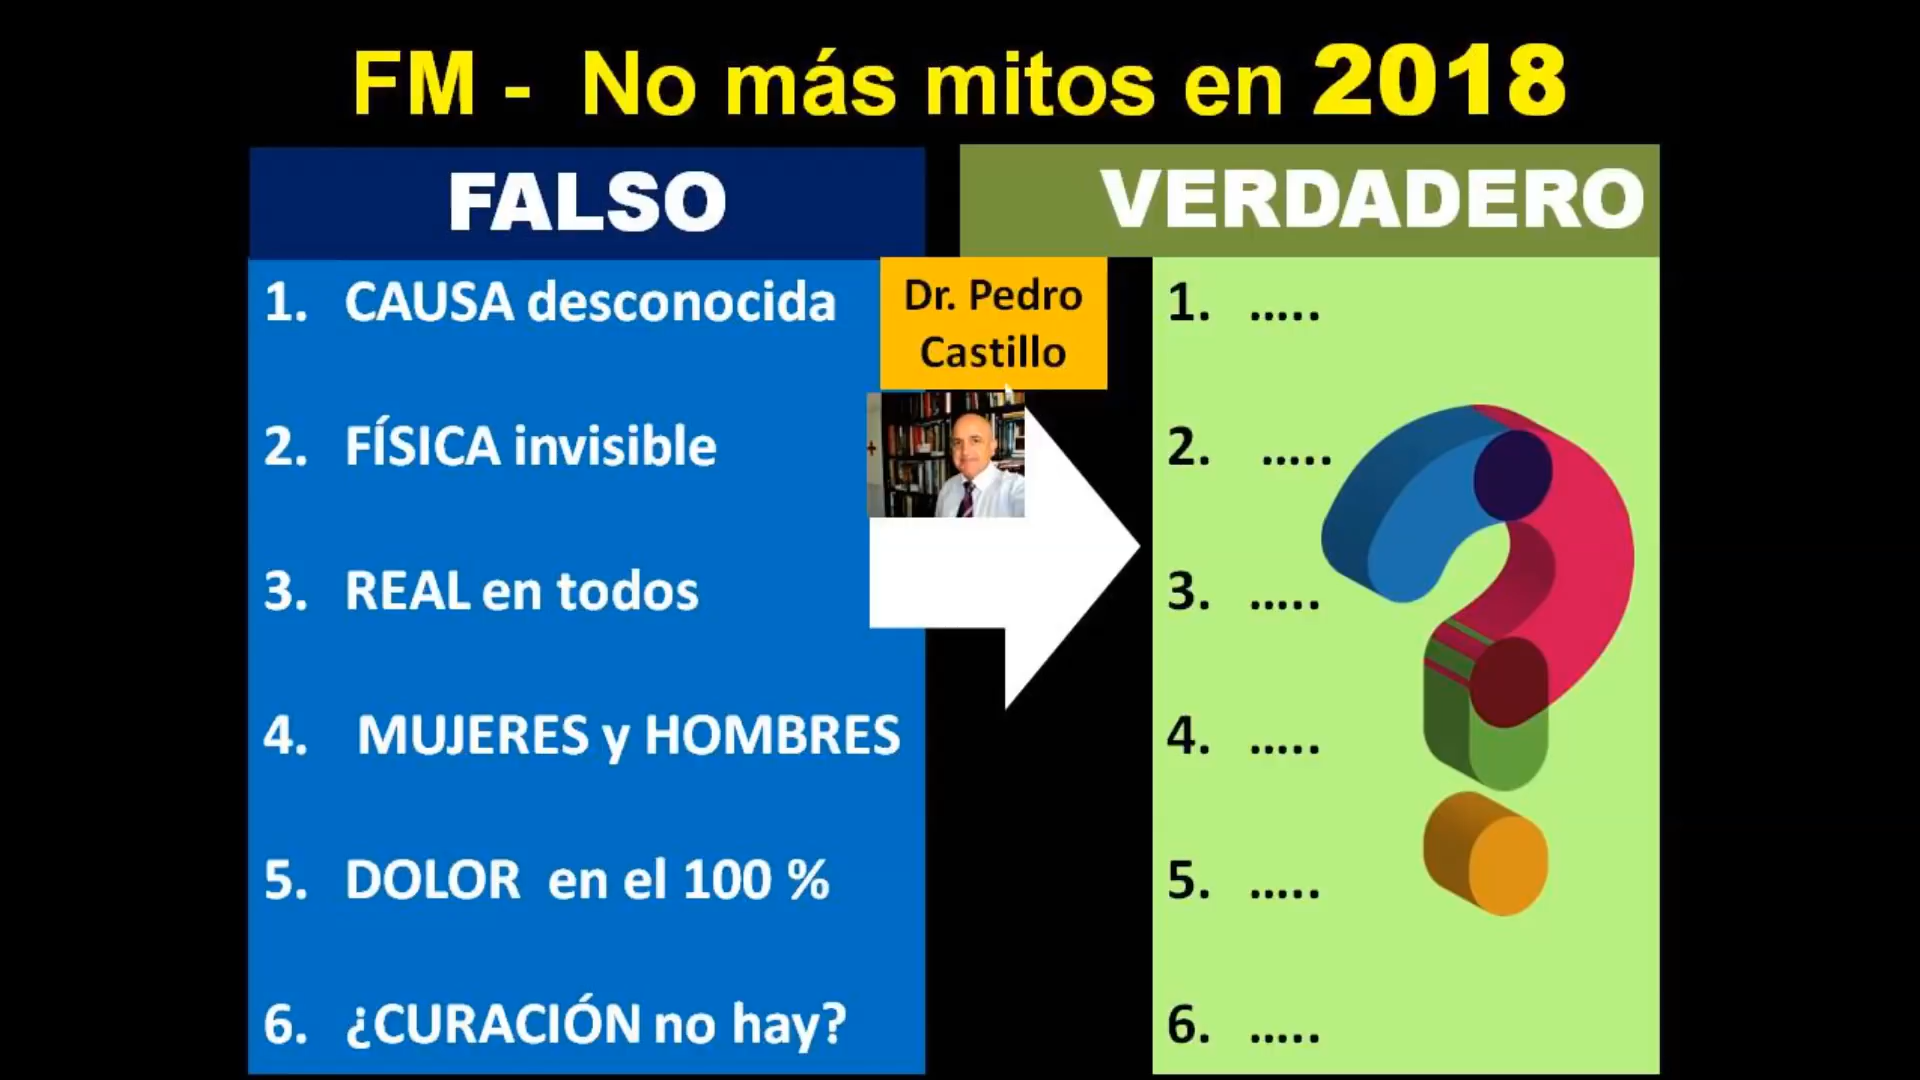 FM - No más mitos en 2018
FALSO
1. CAUSA desconocida
2. FÍSICA invisible
3. REAL en todos
4. MUJERES y HOMBRES
5. DOLOR en el 100 %
6. ¿CURACIÓN no hay?
Dr. Pedro
Castillo
VERDADERO
1. .....
2. .....
3. .....
4. .....
5. .....
6. .....